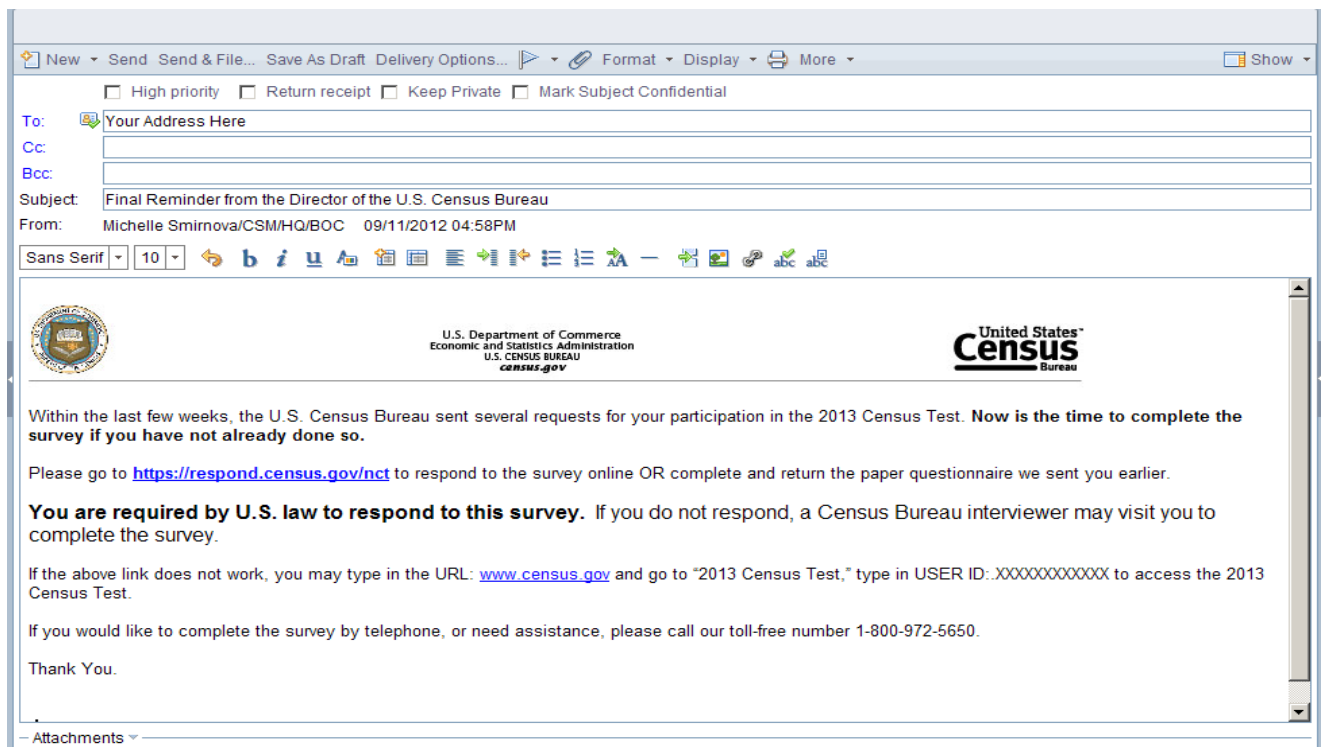 New Send Send & File... Save As Draft Delivery Options... Format Display More Show
High priority Return receipt Keep Private Mark Subject Confidential
To: Your Address Here
Cc:
Bcc:
Subject: Final Reminder from the Director of the U.S. Census Bureau
From: Michelle Smirnova/CSM/HQ/BOC 09/11/2012 04:58PM
Sans Serif 10 b i u
U.S. Department of Commerce
Economic and Statistics Administration
U.S. CENSUS BUREAU
census.gov
United States™
Census
Bureau
Within the last few weeks, the U.S. Census Bureau sent several requests for your participation in the 2013 Census Test. Now is the time to complete the
survey if you have not already done so.
Please go to https://respond.census.gov/nct to respond to the survey online OR complete and return the paper questionnaire we sent you earlier.
You are required by U.S. law to respond to this survey. If you do not respond, a Census Bureau interviewer may visit you to
complete the survey.
If the above link does not work, you may type in the URL: www.census.gov and go to “2013 Census Test,” type in USER ID:.XXXXXXXXXXXX to access the 2013
Census Test.
If you would like to complete the survey by telephone, or need assistance, please call our toll-free number 1-800-972-5650.
Thank You.
Attachments